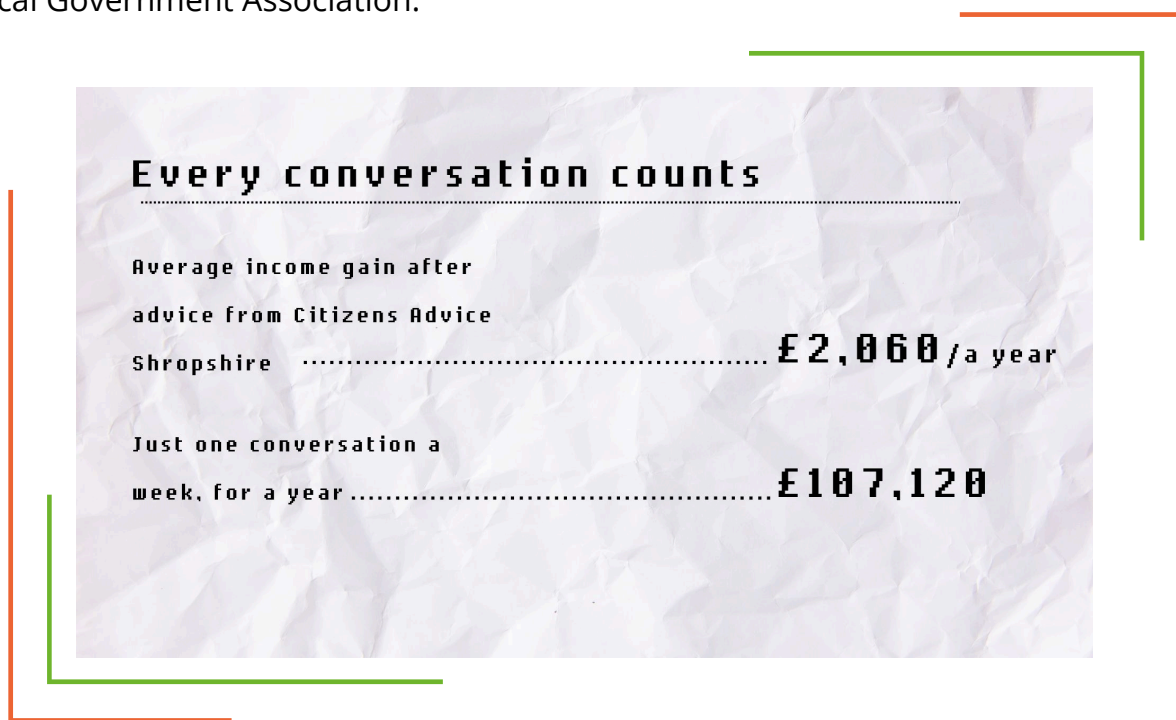 cal Government Association.
Every conversation counts
Average income gain after
advice from Citizens Advice
Shropshire ........................................................ £2,060/a year
Just one conversation a
week, for a year................................................£107,120